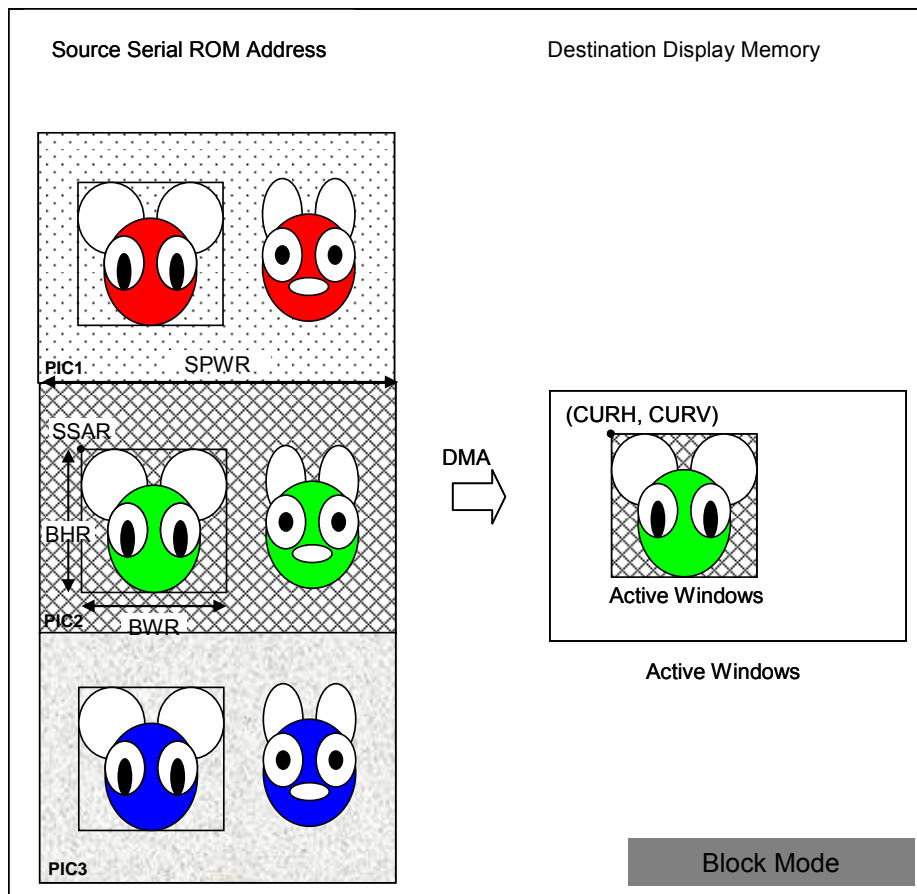 Source Serial ROM Address
Destination Display Memory
PIC1
SPWR
SSAR
BHR
PIC2
BWR
DMA
(CURH, CURV)
Active Windows
Active Windows
PIC3
Block Mode